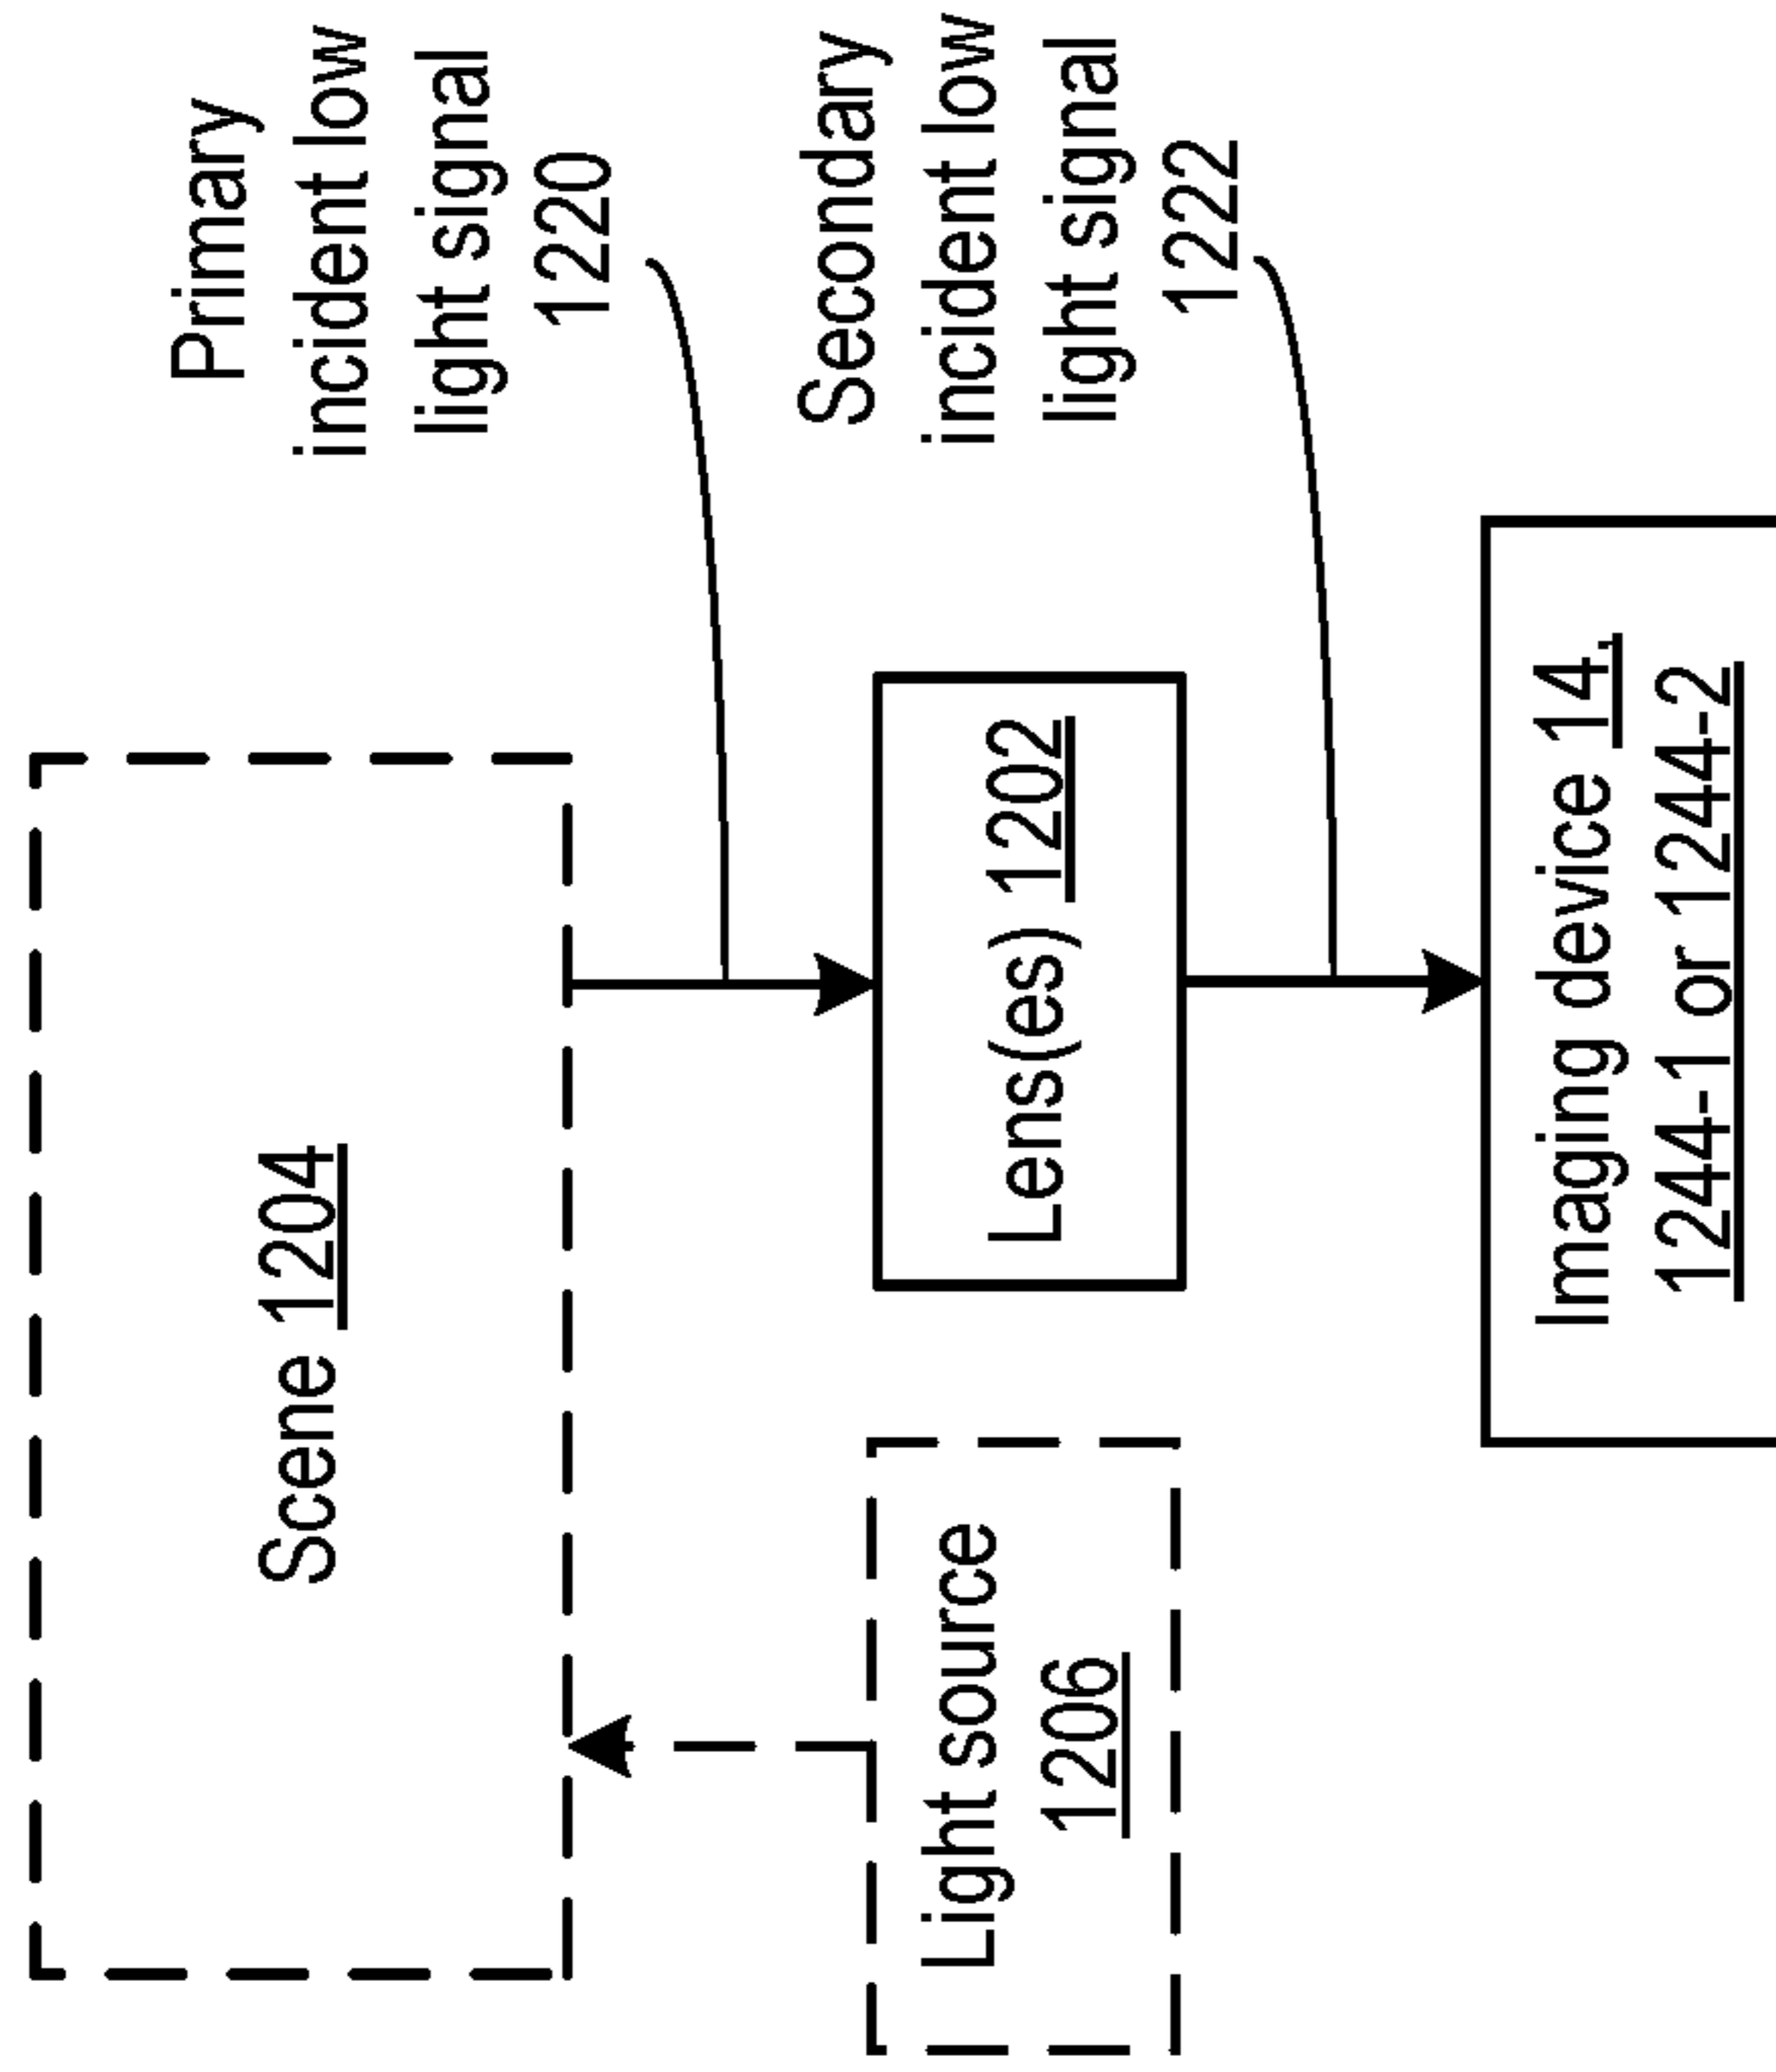 Scene 1204
Primary
incident low
light signal
1220
Light source
1206
Lens(es) 1202
Secondary
incident low
light signal
1222
Imaging device 14,
1244-1 or 1244-2